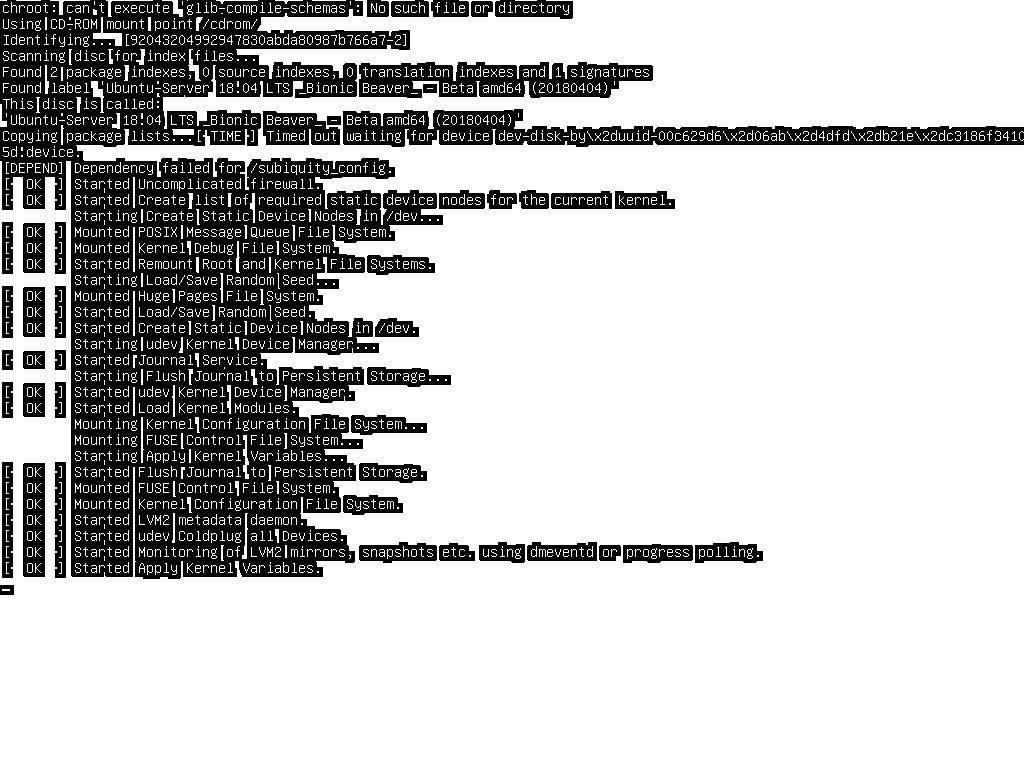 chroot: can't execute 'glib-compile-schemas': No such file or directory
Using CD-ROM mount point /cdrom/
Identifying... [92043204992947830abda80987b766a7-2]
Scanning disc for index files...
Found 2 package indexes, 0 source indexes, 0 translation indexes and 1 signatures
Found label 'Ubuntu-Server 18.04 LTS _Bionic Beaver_ - Beta amd64 (20180404)'
This disc is called:
'Ubuntu-Server 18.04 LTS _Bionic Beaver_ - Beta amd64 (20180404)'
Copying package lists...[ TIME ] Timed out waiting for device dev-disk-by\x2duuid-00c629d6\x2d06ab\x2d4dfd\x2db21e\x2dc3186f3410
5d.device.
[DEPEND] Dependency failed for /subiquity_config.
[  OK  ] Started Uncomplicated firewall.
[  OK  ] Started Create list of required static device nodes for the current kernel.
Starting Create Static Device Nodes in /dev...
[  OK  ] Mounted POSIX Message Queue File System.
[  OK  ] Mounted Kernel Debug File System.
[  OK  ] Started Remount Root and Kernel File Systems.
Starting Load/Save Random Seed...
[  OK  ] Mounted Huge Pages File System.
[  OK  ] Started Load/Save Random Seed.
[  OK  ] Started Create Static Device Nodes in /dev.
Starting udev Kernel Device Manager...
[  OK  ] Started Journal Service.
Starting Flush Journal to Persistent Storage...
[  OK  ] Started udev Kernel Device Manager.
[  OK  ] Started Load Kernel Modules.
Mounting Kernel Configuration File System...
Mounting FUSE Control File System...
Starting Apply Kernel Variables...
[  OK  ] Started Flush Journal to Persistent Storage.
[  OK  ] Mounted FUSE Control File System.
[  OK  ] Mounted Kernel Configuration File System.
[  OK  ] Started LVM2 metadata daemon.
[  OK  ] Started udev Coldplug all Devices.
[  OK  ] Started Monitoring of LVM2 mirrors, snapshots etc. using dmeventd or progress polling.
[  OK  ] Started Apply Kernel Variables.